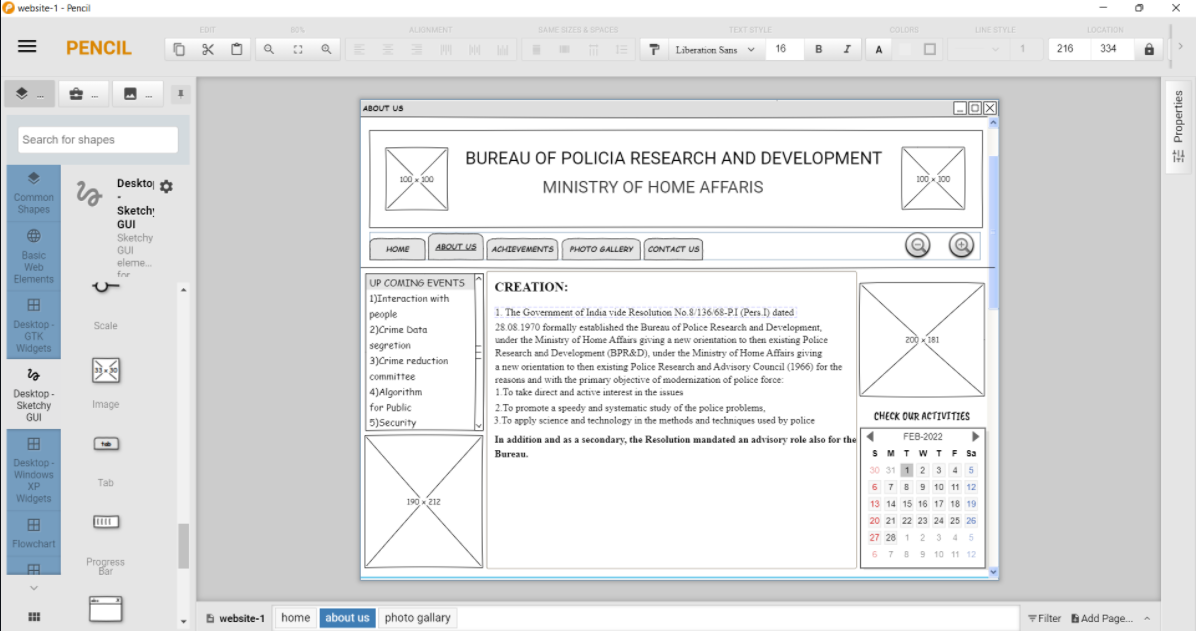 website-1 - Pencil
EDIT
80%
ALIGNMENT
SAME SIZES & SPACES
TEXT STYLE
COLORS
LINE STYLE
LOCATION
PENCIL
Liberation Sans
16
B
I
A
1
216
334
...
...
...
Search for shapes
Common Shapes
Basic Web Elements
Desktop - GTK Widgets
Desktop - Sketchy GUI
Desktop - Windows XP Widgets
Flowchart
Desktop
-
Sketchy
GUI
Sketchy
GUI
eleme...
for
Scale
33 x 30
Image
tab
Tab
Progress
Bar
Properties
ABOUT US
100 x 100
BUREAU OF POLICIA RESEARCH AND DEVELOPMENT
MINISTRY OF HOME AFFARIS
100 x 100
HOME
ABOUT US
ACHIEVEMENTS
PHOTO GALLERY
CONTACT US
UP COMING EVENTS
1)Interaction with
people
2)Crime Data
segretion
3)Crime reduction
committee
4)Algorithm
for Public
5)Security
190 x 212
CREATION:
1. The Government of India vide Resolution No.8/136/68-P.I (Pers.I) dated
28.08.1970 formally established the Bureau of Police Research and Development,
under the Ministry of Home Affairs giving a new orientation to then existing Police
Research and Development (BPR&D), under the Ministry of Home Affairs giving
a new orientation to then existing Police Research and Advisory Council (1966) for the
reasons and with the primary objective of modernization of police force:
1.To take direct and active interest in the issues
2.To promote a speedy and systematic study of the police problems,
3.To apply science and technology in the methods and techniques used by police
In addition and as a secondary, the Resolution mandated an advisory role also for the
Bureau.
200 x 181
CHECK OUR ACTIVITIES
FEB-2022
S M T W T F Sa
30 31 1 2 3 4 5
6 7 8 9 10 11 12
13 14 15 16 17 18 19
20 21 22 23 24 25 26
27 28 1 2 3 4 5
6 7 8 9 10 11 12
website-1
home
about us
photo gallary
Filter
Add Page...